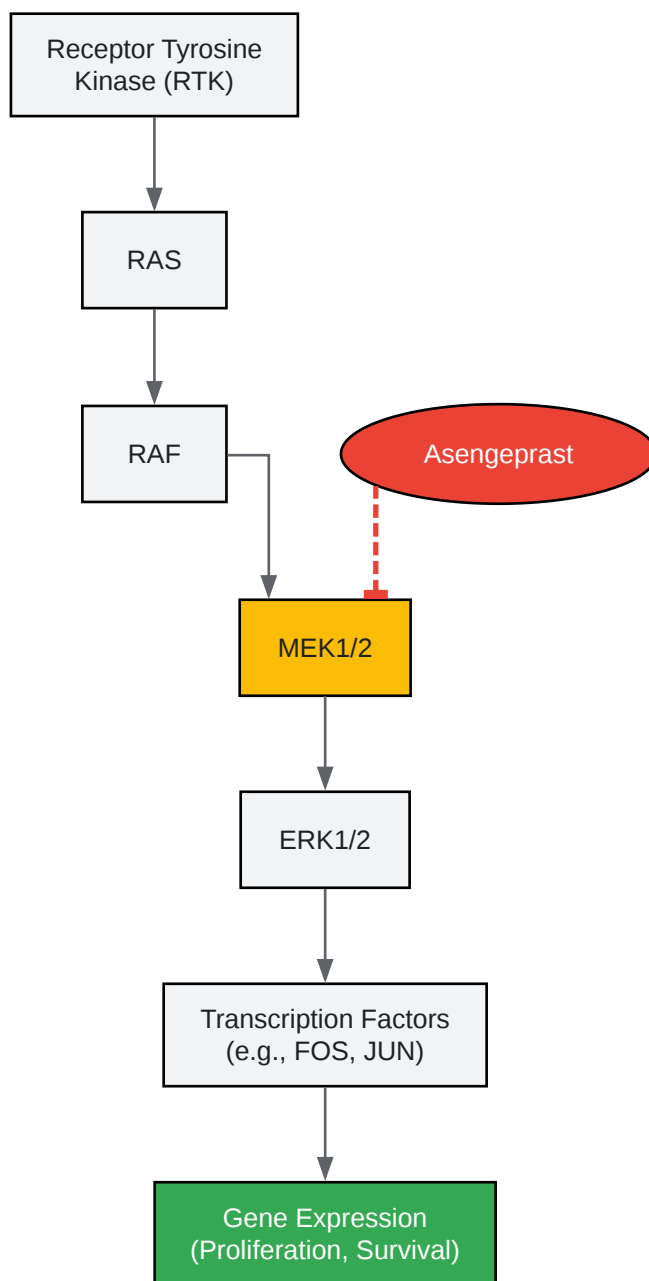 Receptor Tyrosine
Kinase (RTK)
RAS
RAF
Asengeprast
MEK1/2
ERK1/2
Transcription Factors
(e.g., FOS, JUN)
Gene Expression
(Proliferation, Survival)